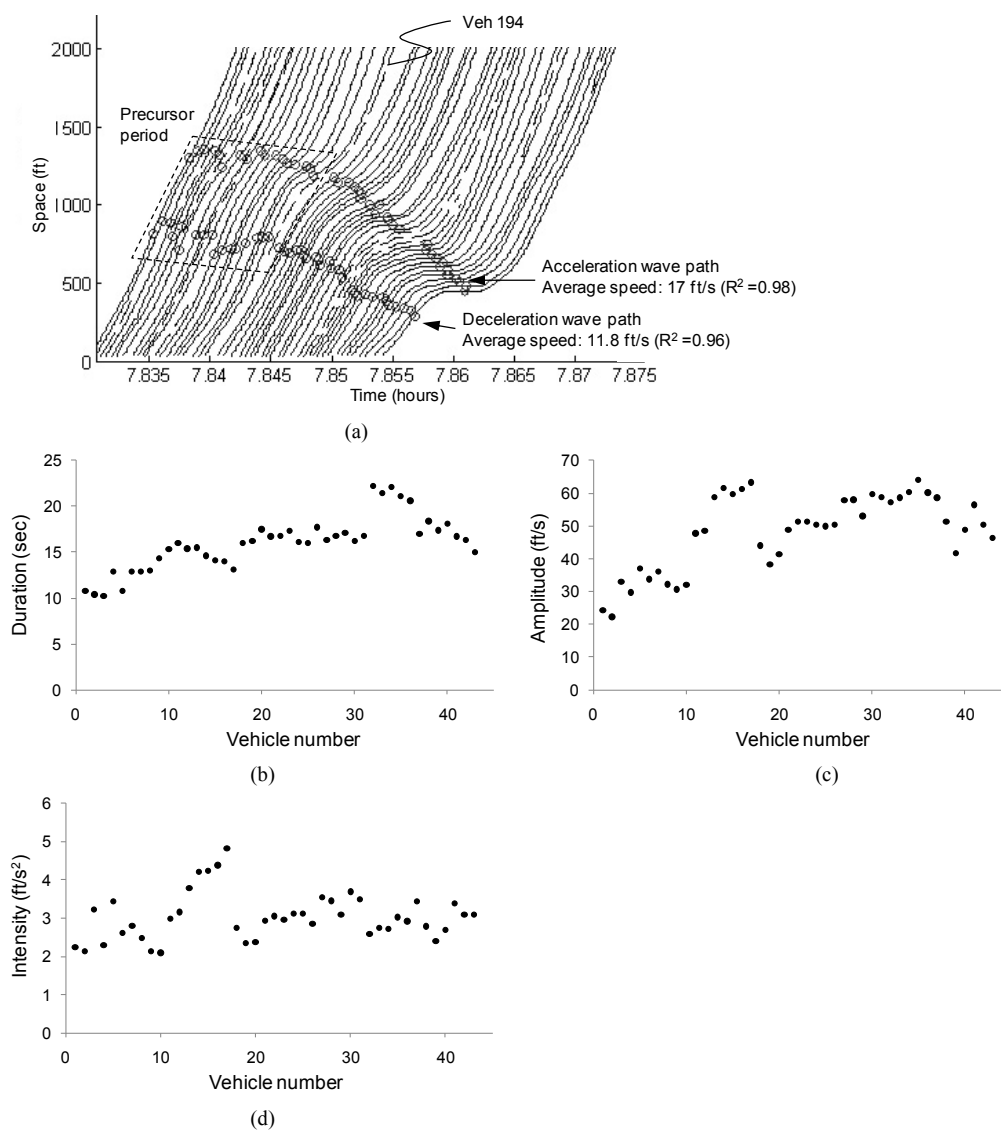 Veh 194
2000
Precursor
period
1500
1000
500
0
Space (ft)
Acceleration wave path
Average speed: 17 ft/s (R² =0.98)
Deceleration wave path
Average speed: 11.8 ft/s (R² =0.96)
7.835 7.84 7.845 7.85 7.855 7.86 7.865 7.87 7.875
Time (hours)
(a)
25
20
15
10
5
0
Duration (sec)
0 10 20 30 40
Vehicle number
(b)
70
60
50
40
30
20
10
0
Amplitude (ft/s)
0 10 20 30 40
Vehicle number
(c)
6
5
4
3
2
1
0
Intensity (ft/s²)
0 10 20 30 40
Vehicle number
(d)